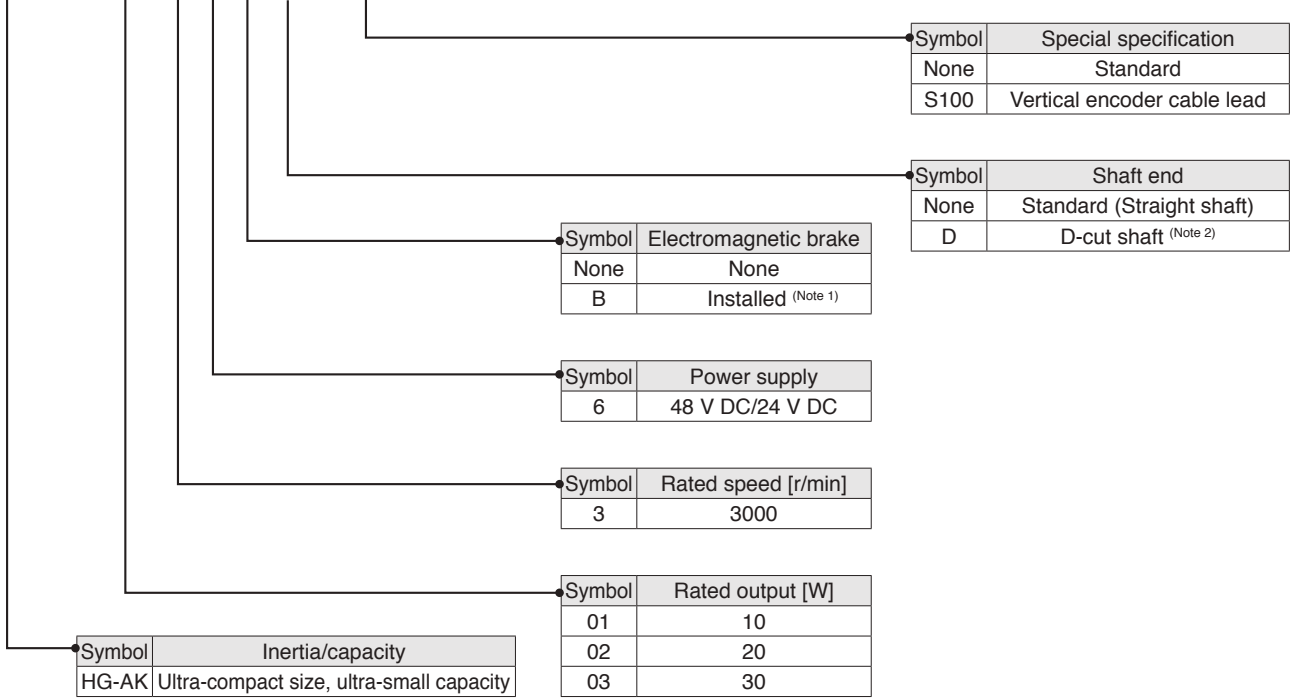 Symbol Special specification
None Standard
S100 Vertical encoder cable lead
Symbol Shaft end
None Standard (Straight shaft)
D D-cut shaft (Note 2)
Symbol Electromagnetic brake
None None
B Installed (Note 1)
Symbol Power supply
6 48 V DC/24 V DC
Symbol Rated speed [r/min]
3 3000
Symbol Rated output [W]
01 10
02 20
03 30
Symbol Inertia/capacity
HG-AK Ultra-compact size, ultra-small capacity